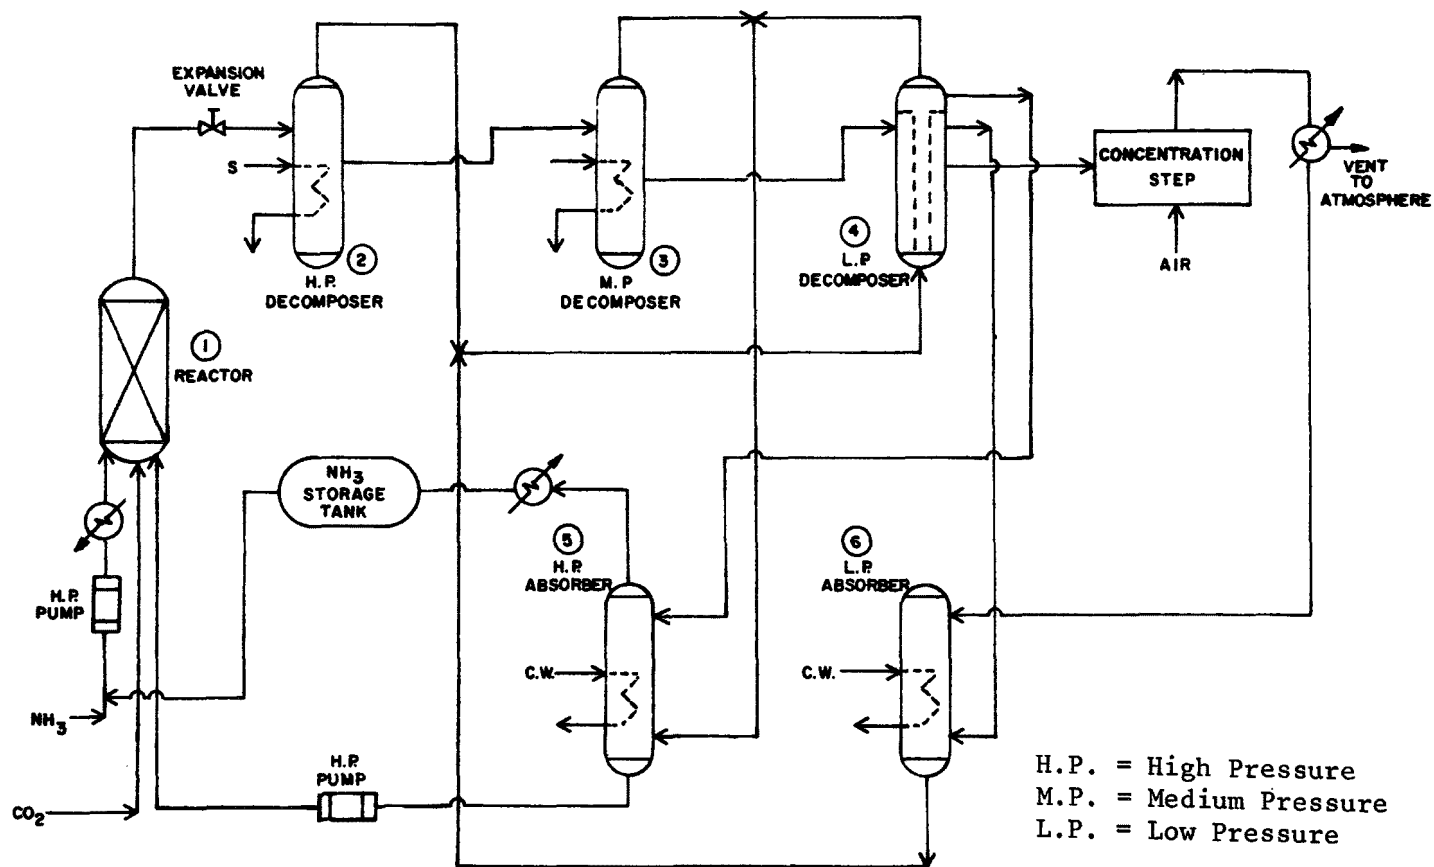 EXPANSION
VALVE
S
2
H.P.
DECOMPOSER
3
M.P
DECOMPOSER
4
L.P.
DECOMPOSER
CONCENTRATION
STEP
AIR
VENT
TO
ATMOSPHERE
1
REACTOR
NH3
STORAGE
TANK
H.P.
PUMP
NH3
CO2
H.P.
PUMP
5
H.P.
ABSORBER
C.W.
6
L.P.
ABSORBER
C.W.
H.P. = High Pressure
M.P. = Medium Pressure
L.P. = Low Pressure